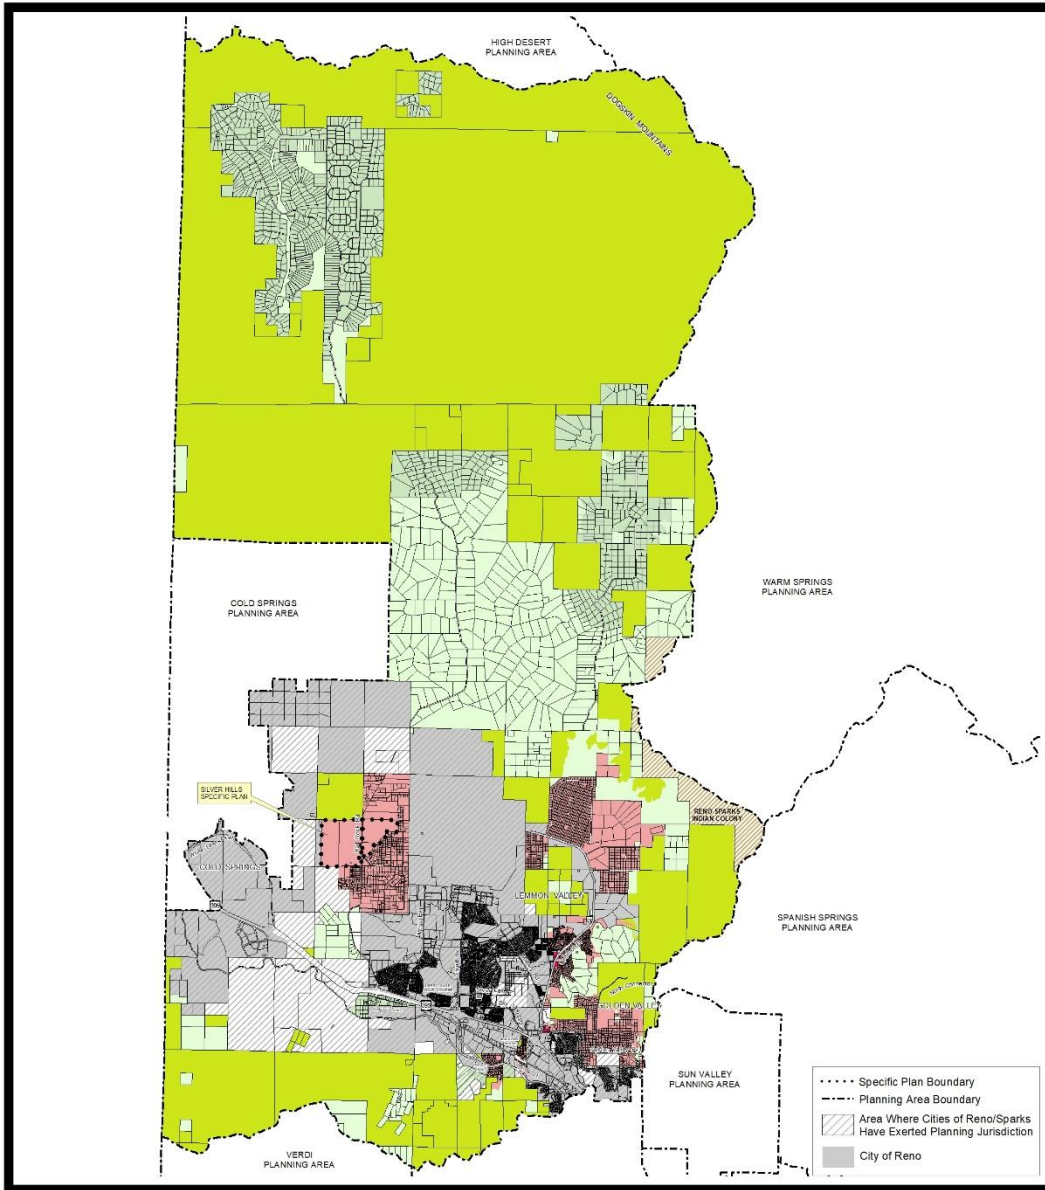 HIGH DESERT
PLANNING AREA
DOGSKIN MOUNTAINS
COLD SPRINGS
PLANNING AREA
WARM SPRINGS
PLANNING AREA
SILVER HILLS
SPECIFIC PLAN
RENO SPARKS
INDIAN COLONY
COLD SPRINGS
LEMMON VALLEY
SPANISH SPRINGS
PLANNING AREA
GOLDEN VALLEY
SUN VALLEY
PLANNING AREA
VERDI
PLANNING AREA
Specific Plan Boundary
Planning Area Boundary
Area Where Cities of Reno/Sparks
Have Exerted Planning Jurisdiction
City of Reno